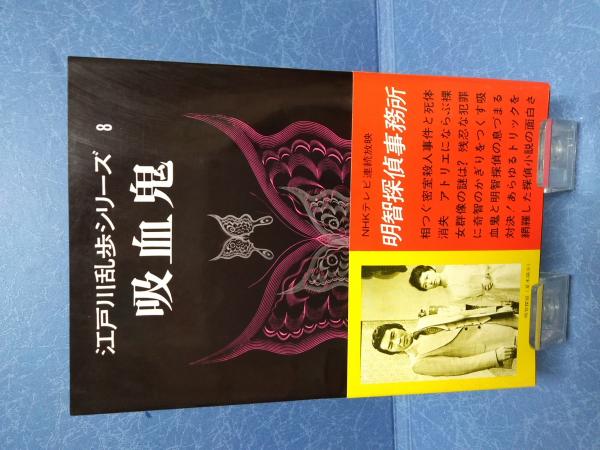 江戸川乱歩シリーズ 8
吸血鬼
NHKテレビ連続放映
明智探偵事務所
相つぐ密室殺人事件と死体
消失 アトリエにならぶ裸
女群像の謎は？ 残忍な犯罪
に奇智のかぎりをつくす吸
血鬼と明智探偵の息づまる
対決！あらゆるトリックを
網羅した探偵小説の面白さ